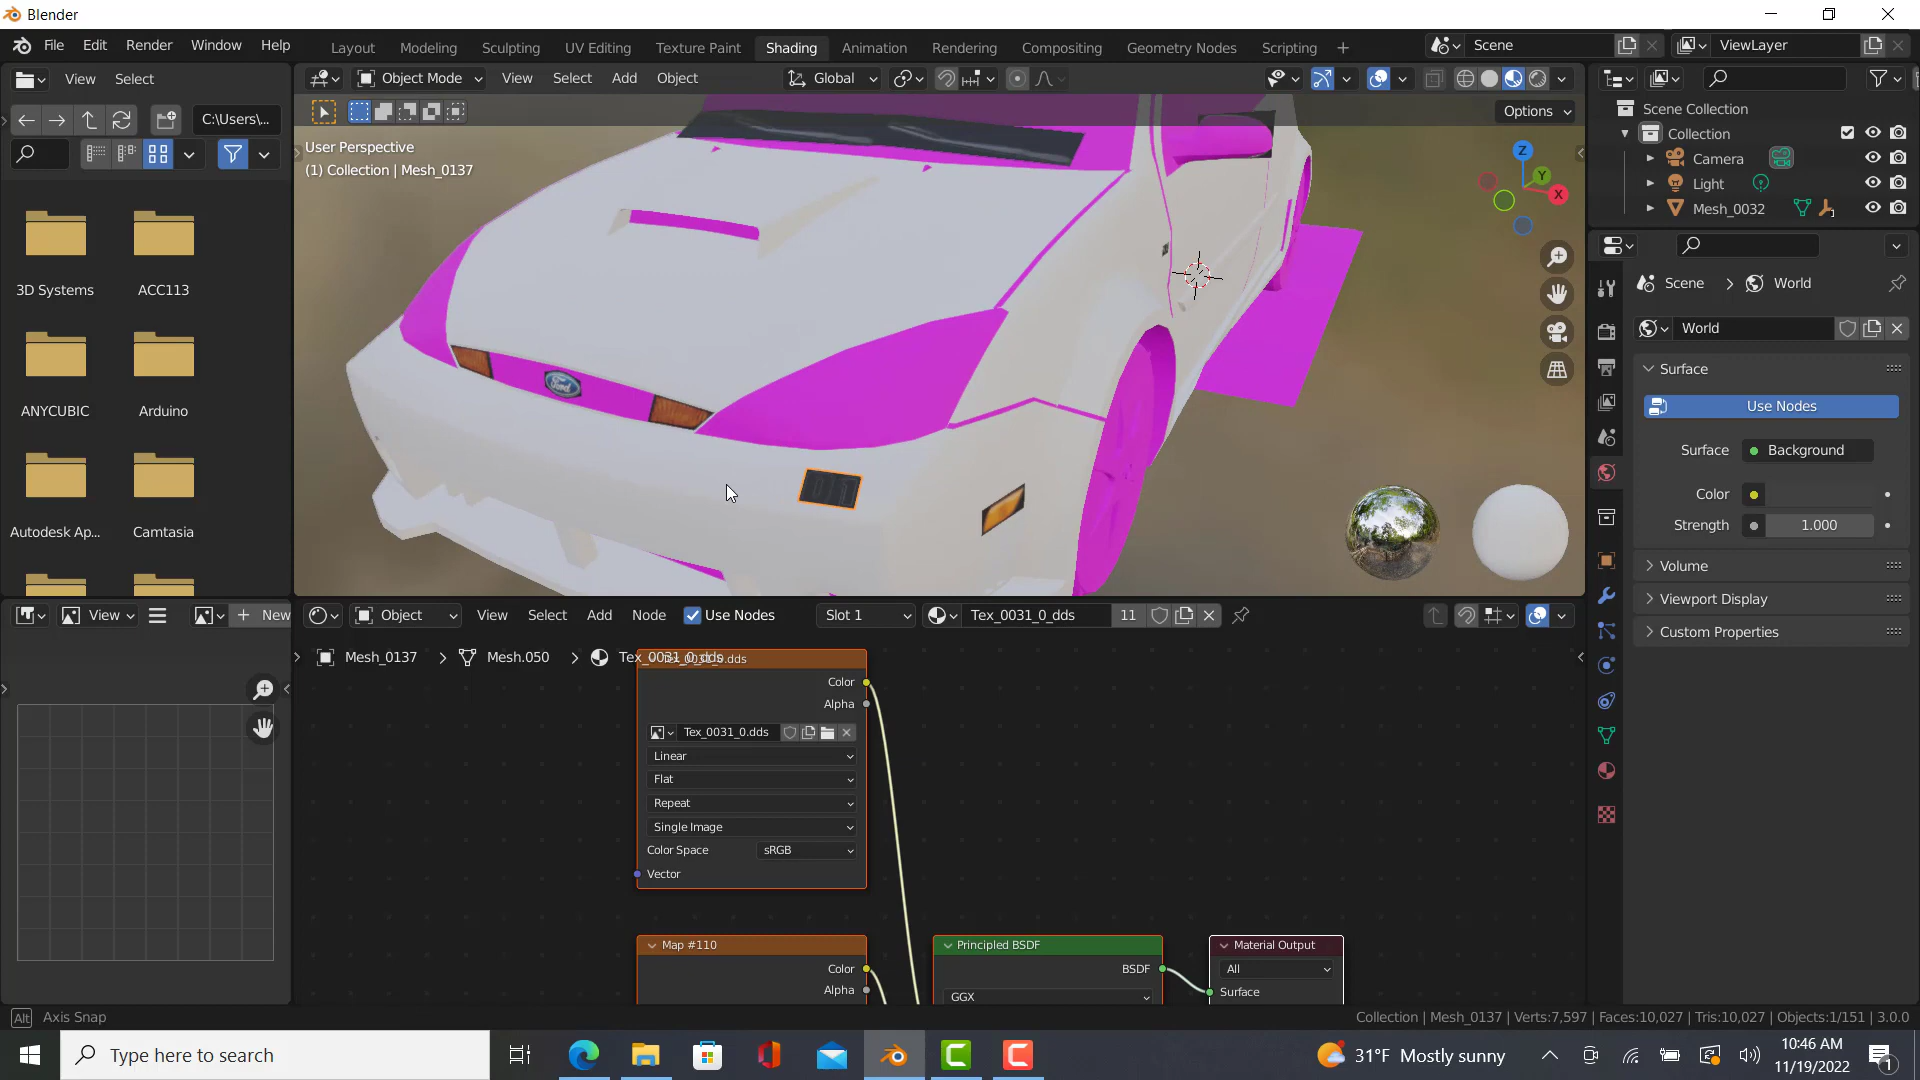 Blender
File Edit Render Window Help
Layout Modeling Sculpting UV Editing Texture Paint Shading Animation Rendering Compositing Geometry Nodes Scripting
Scene
ViewLayer
View Select
Object Mode View Select Add Object
Global
C:\Users\...
Options
User Perspective
(1) Collection | Mesh_0137
Z
Y
X
Ford
Scene Collection
Collection
Camera
Light
Mesh_0032
3D Systems
ACC113
ANYCUBIC
Arduino
Autodesk Ap...
Camtasia
Scene > World
World
Surface
Use Nodes
Surface Background
Color
Strength 1.000
Volume
Viewport Display
Custom Properties
View
New
Object View Select Add Node Use Nodes
Slot 1
Tex_0031_0_dds 11
Mesh_0137 > Mesh.050 > Tex_0031_0_dds
Color
Alpha
Tex_0031_0.dds
Linear
Flat
Repeat
Single Image
Color Space sRGB
Vector
Map #110
Color
Alpha
Principled BSDF
BSDF
GGX
Material Output
All
Surface
Alt Axis Snap
Collection | Mesh_0137 | Verts:7,597 | Faces:10,027 | Tris:10,027 | Objects:1/151 | 3.0.0
Type here to search
31°F Mostly sunny
10:46 AM
11/19/2022
1